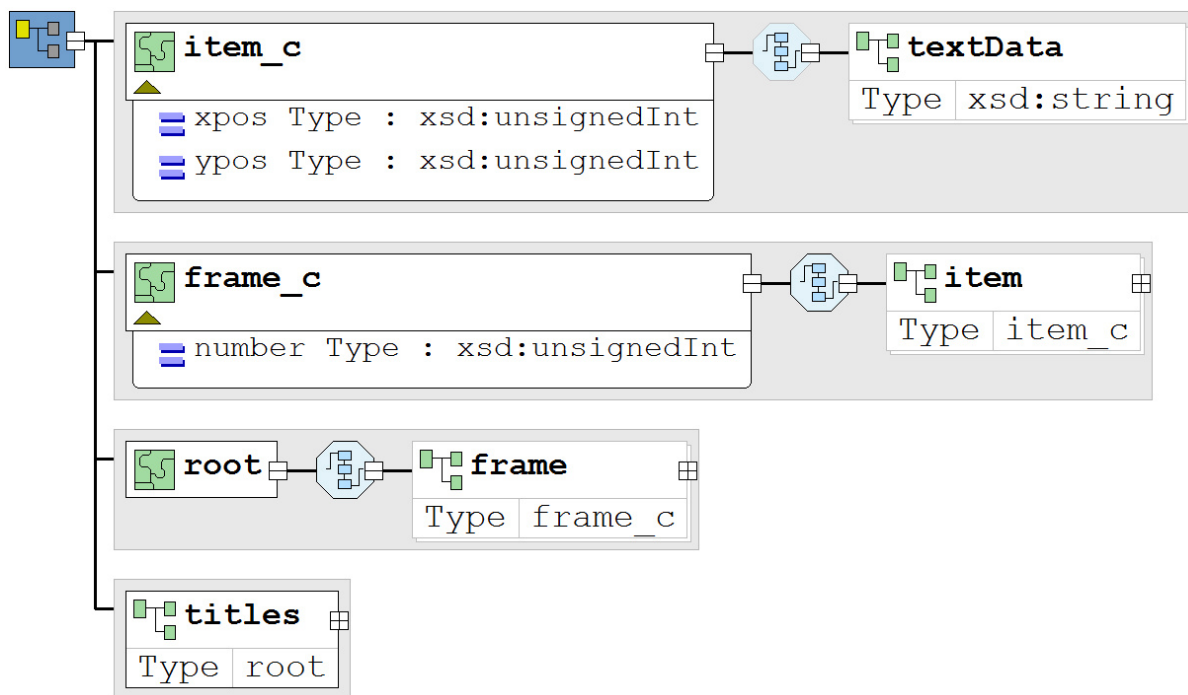 item_c
xpos Type : xsd:unsignedInt
ypos Type : xsd:unsignedInt
textData
Type xsd:string
frame_c
number Type : xsd:unsignedInt
item
Type item_c
root
frame
Type frame_c
titles
Type root